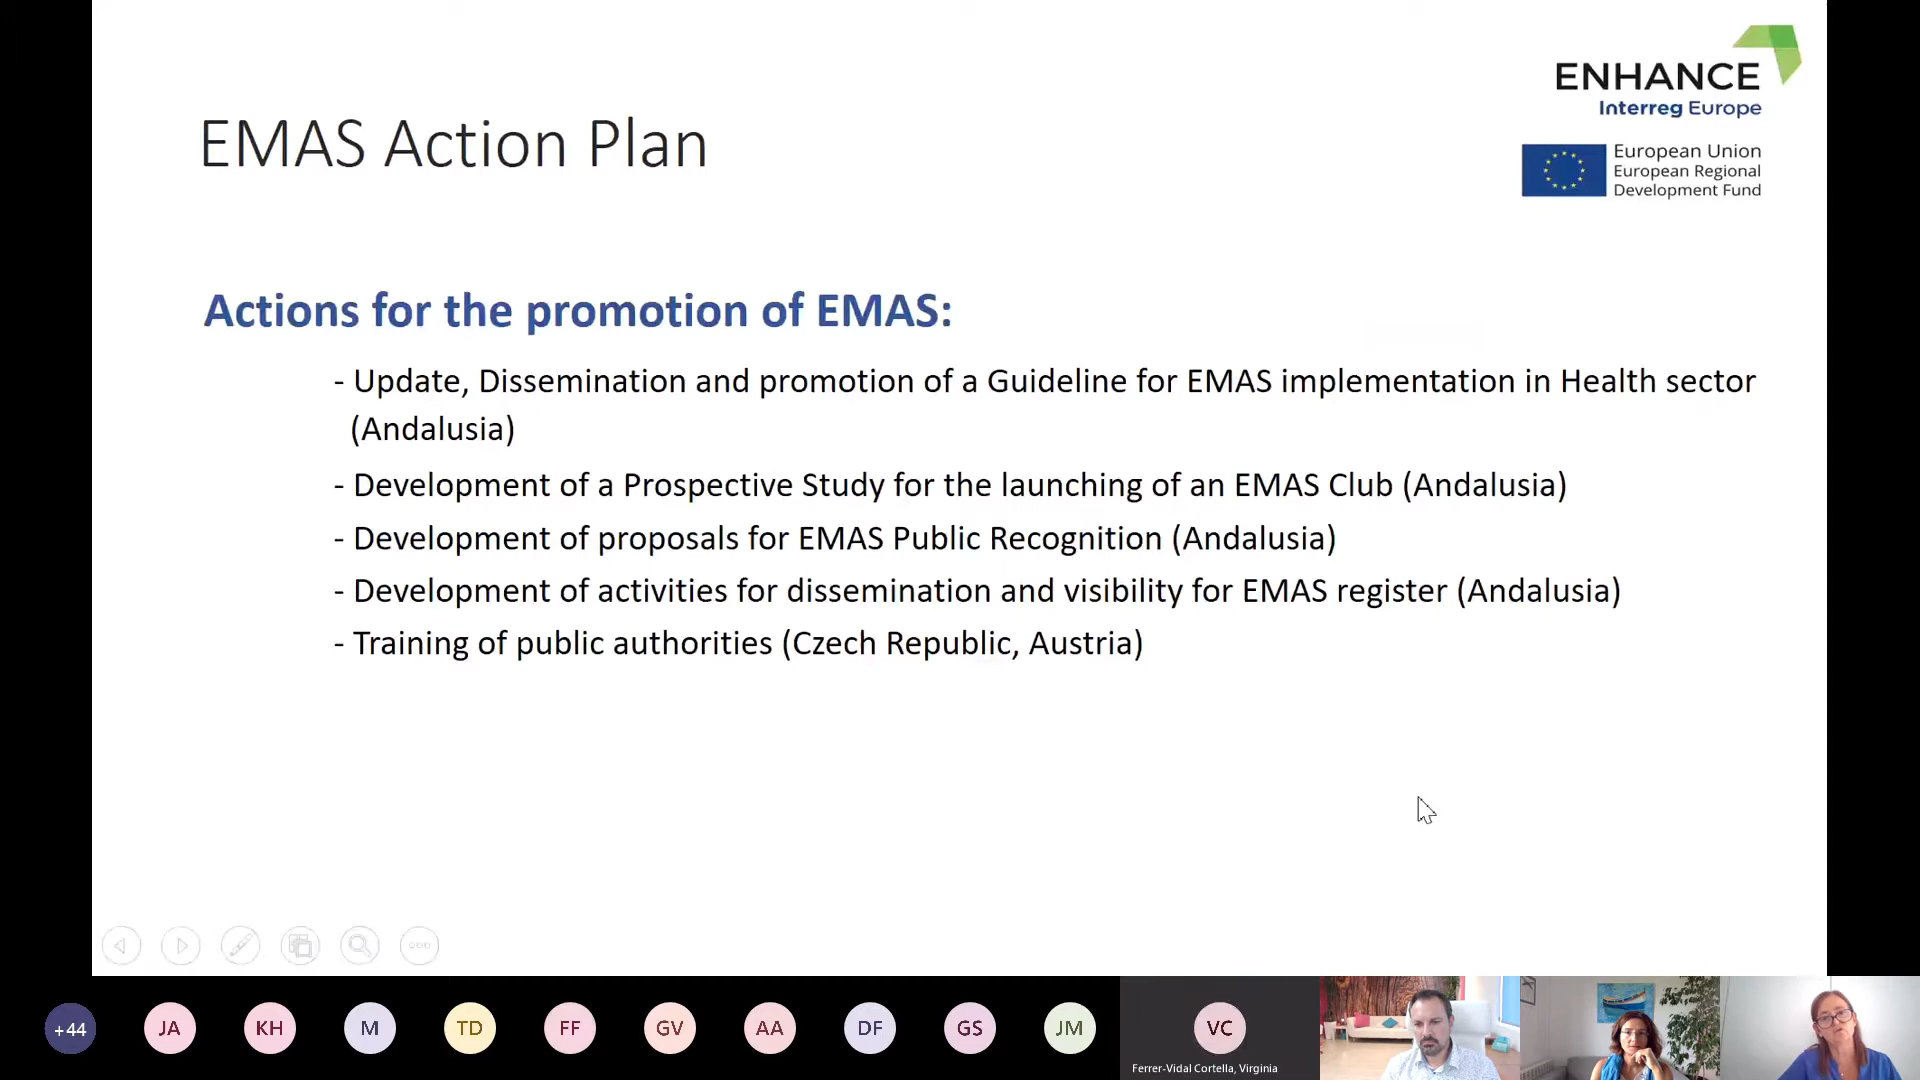 ENHANCE
Interreg Europe
European Union
European Regional
Development Fund
EMAS Action Plan
Actions for the promotion of EMAS:
- Update, Dissemination and promotion of a Guideline for EMAS implementation in Health sector
(Andalusia)
- Development of a Prospective Study for the launching of an EMAS Club (Andalusia)
- Development of proposals for EMAS Public Recognition (Andalusia)
- Development of activities for dissemination and visibility for EMAS register (Andalusia)
- Training of public authorities (Czech Republic, Austria)
+44 JA KH M TD FF GV AA DF GS JM VC
Ferrer-Vidal Cortella, Virginia